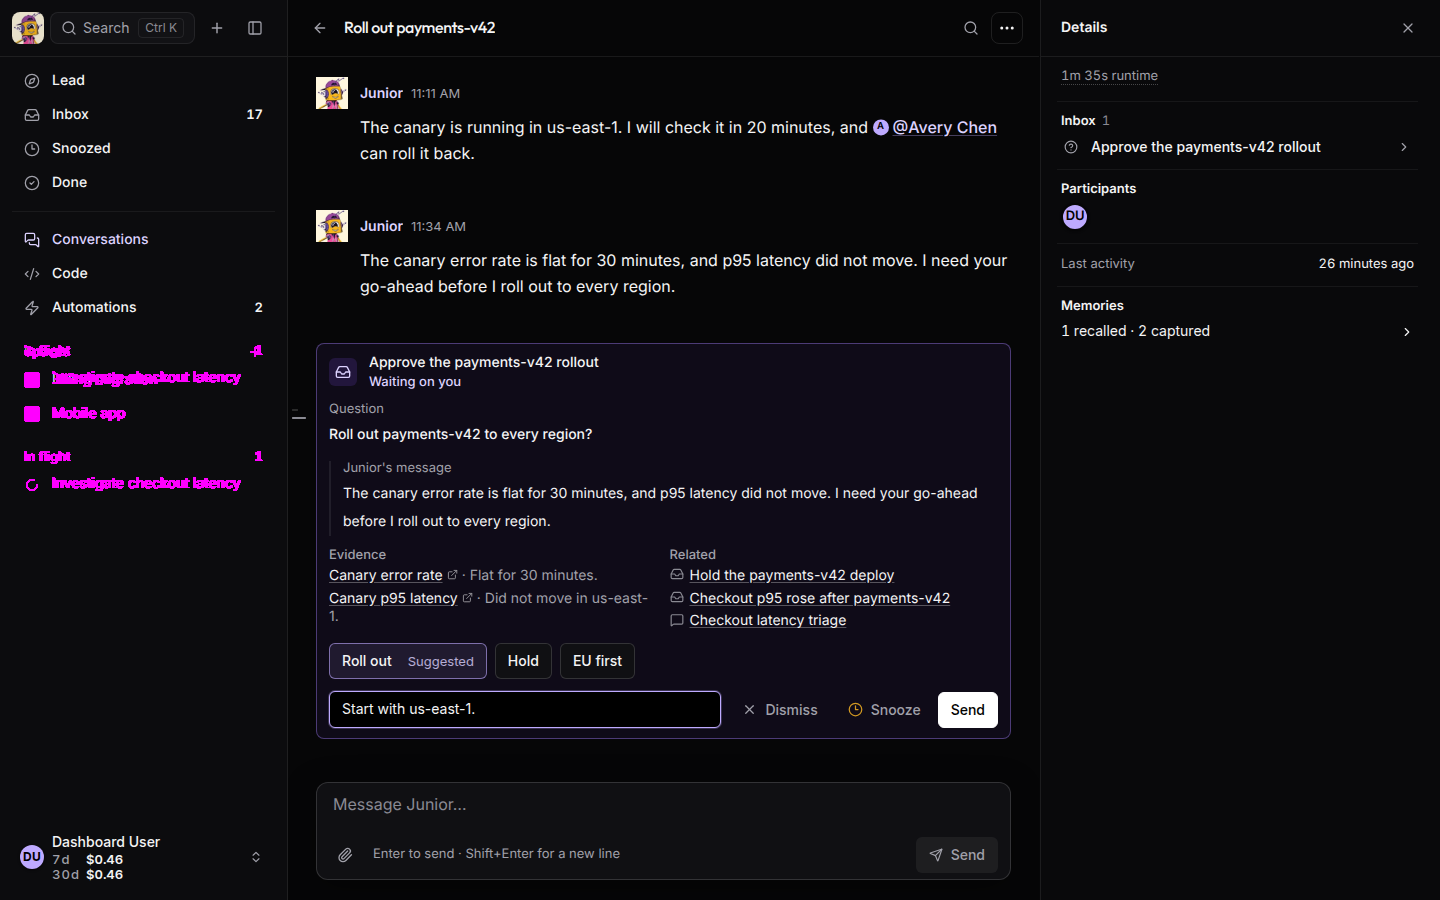 Search Ctrl K
Lead
Inbox 17
Snoozed
Done
Conversations
Code
Automations 2
Investigate checkout latency
Mobile app
In flight 1
Investigate checkout latency
DU Dashboard User
7d $0.46
30d $0.46
Roll out payments-v42
Junior 11:11 AM
The canary is running in us-east-1. I will check it in 20 minutes, and A @Avery Chen
can roll it back.
Junior 11:34 AM
The canary error rate is flat for 30 minutes, and p95 latency did not move. I need your
go-ahead before I roll out to every region.
Approve the payments-v42 rollout
Waiting on you
Question
Roll out payments-v42 to every region?
Junior's message
The canary error rate is flat for 30 minutes, and p95 latency did not move. I need your go-ahead
before I roll out to every region.
Evidence
Canary error rate · Flat for 30 minutes.
Canary p95 latency · Did not move in us-east-
1.
Related
Hold the payments-v42 deploy
Checkout p95 rose after payments-v42
Checkout latency triage
Roll out Suggested Hold EU first
Start with us-east-1. Dismiss Snooze Send
Message Junior...
Enter to send · Shift+Enter for a new line Send
Details
1m 35s runtime
Inbox 1
Approve the payments-v42 rollout
Participants
DU
Last activity 26 minutes ago
Memories
1 recalled · 2 captured